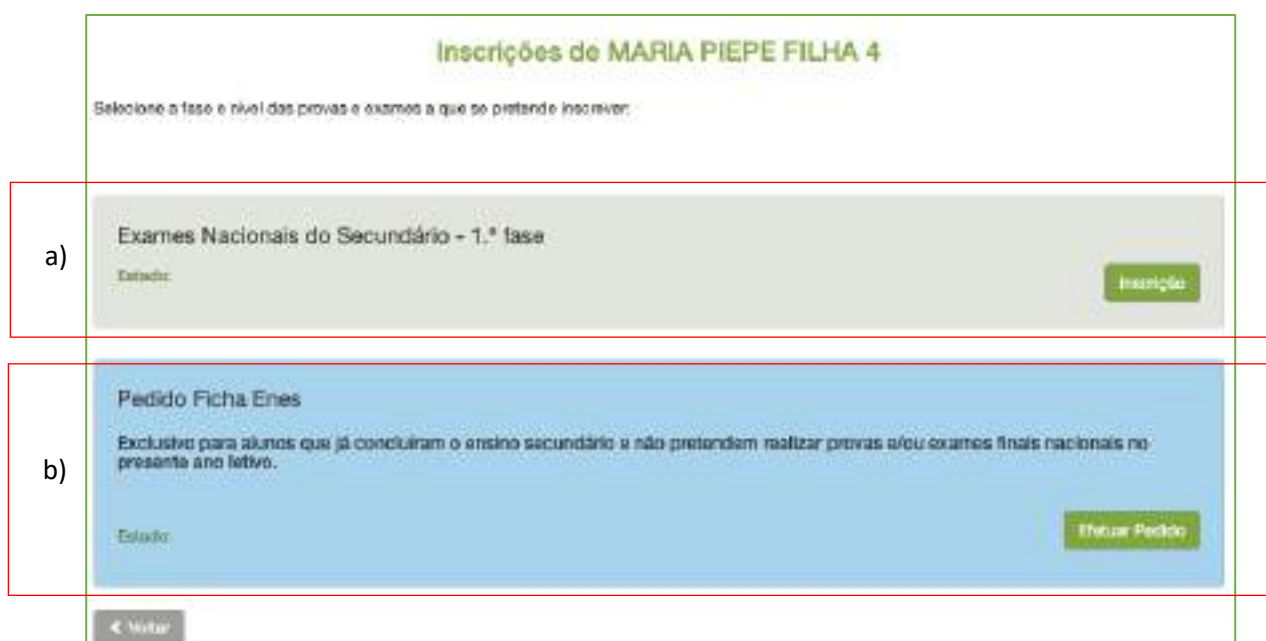 Inscrições de MARIA PIEPE FILHA 4
Selecione a fase e nível das provas e exames a que se pretende inscrever:
a)
Exames Nacionais do Secundário - 1.ª fase
Estado:
Inscrição
b)
Pedido Ficha Enes
Exclusivo para alunos que já concluíram o ensino secundário e não pretendem realizar provas e/ou exames finais nacionais no
presente ano letivo.
Estado:
Efetuar Pedido
Voltar